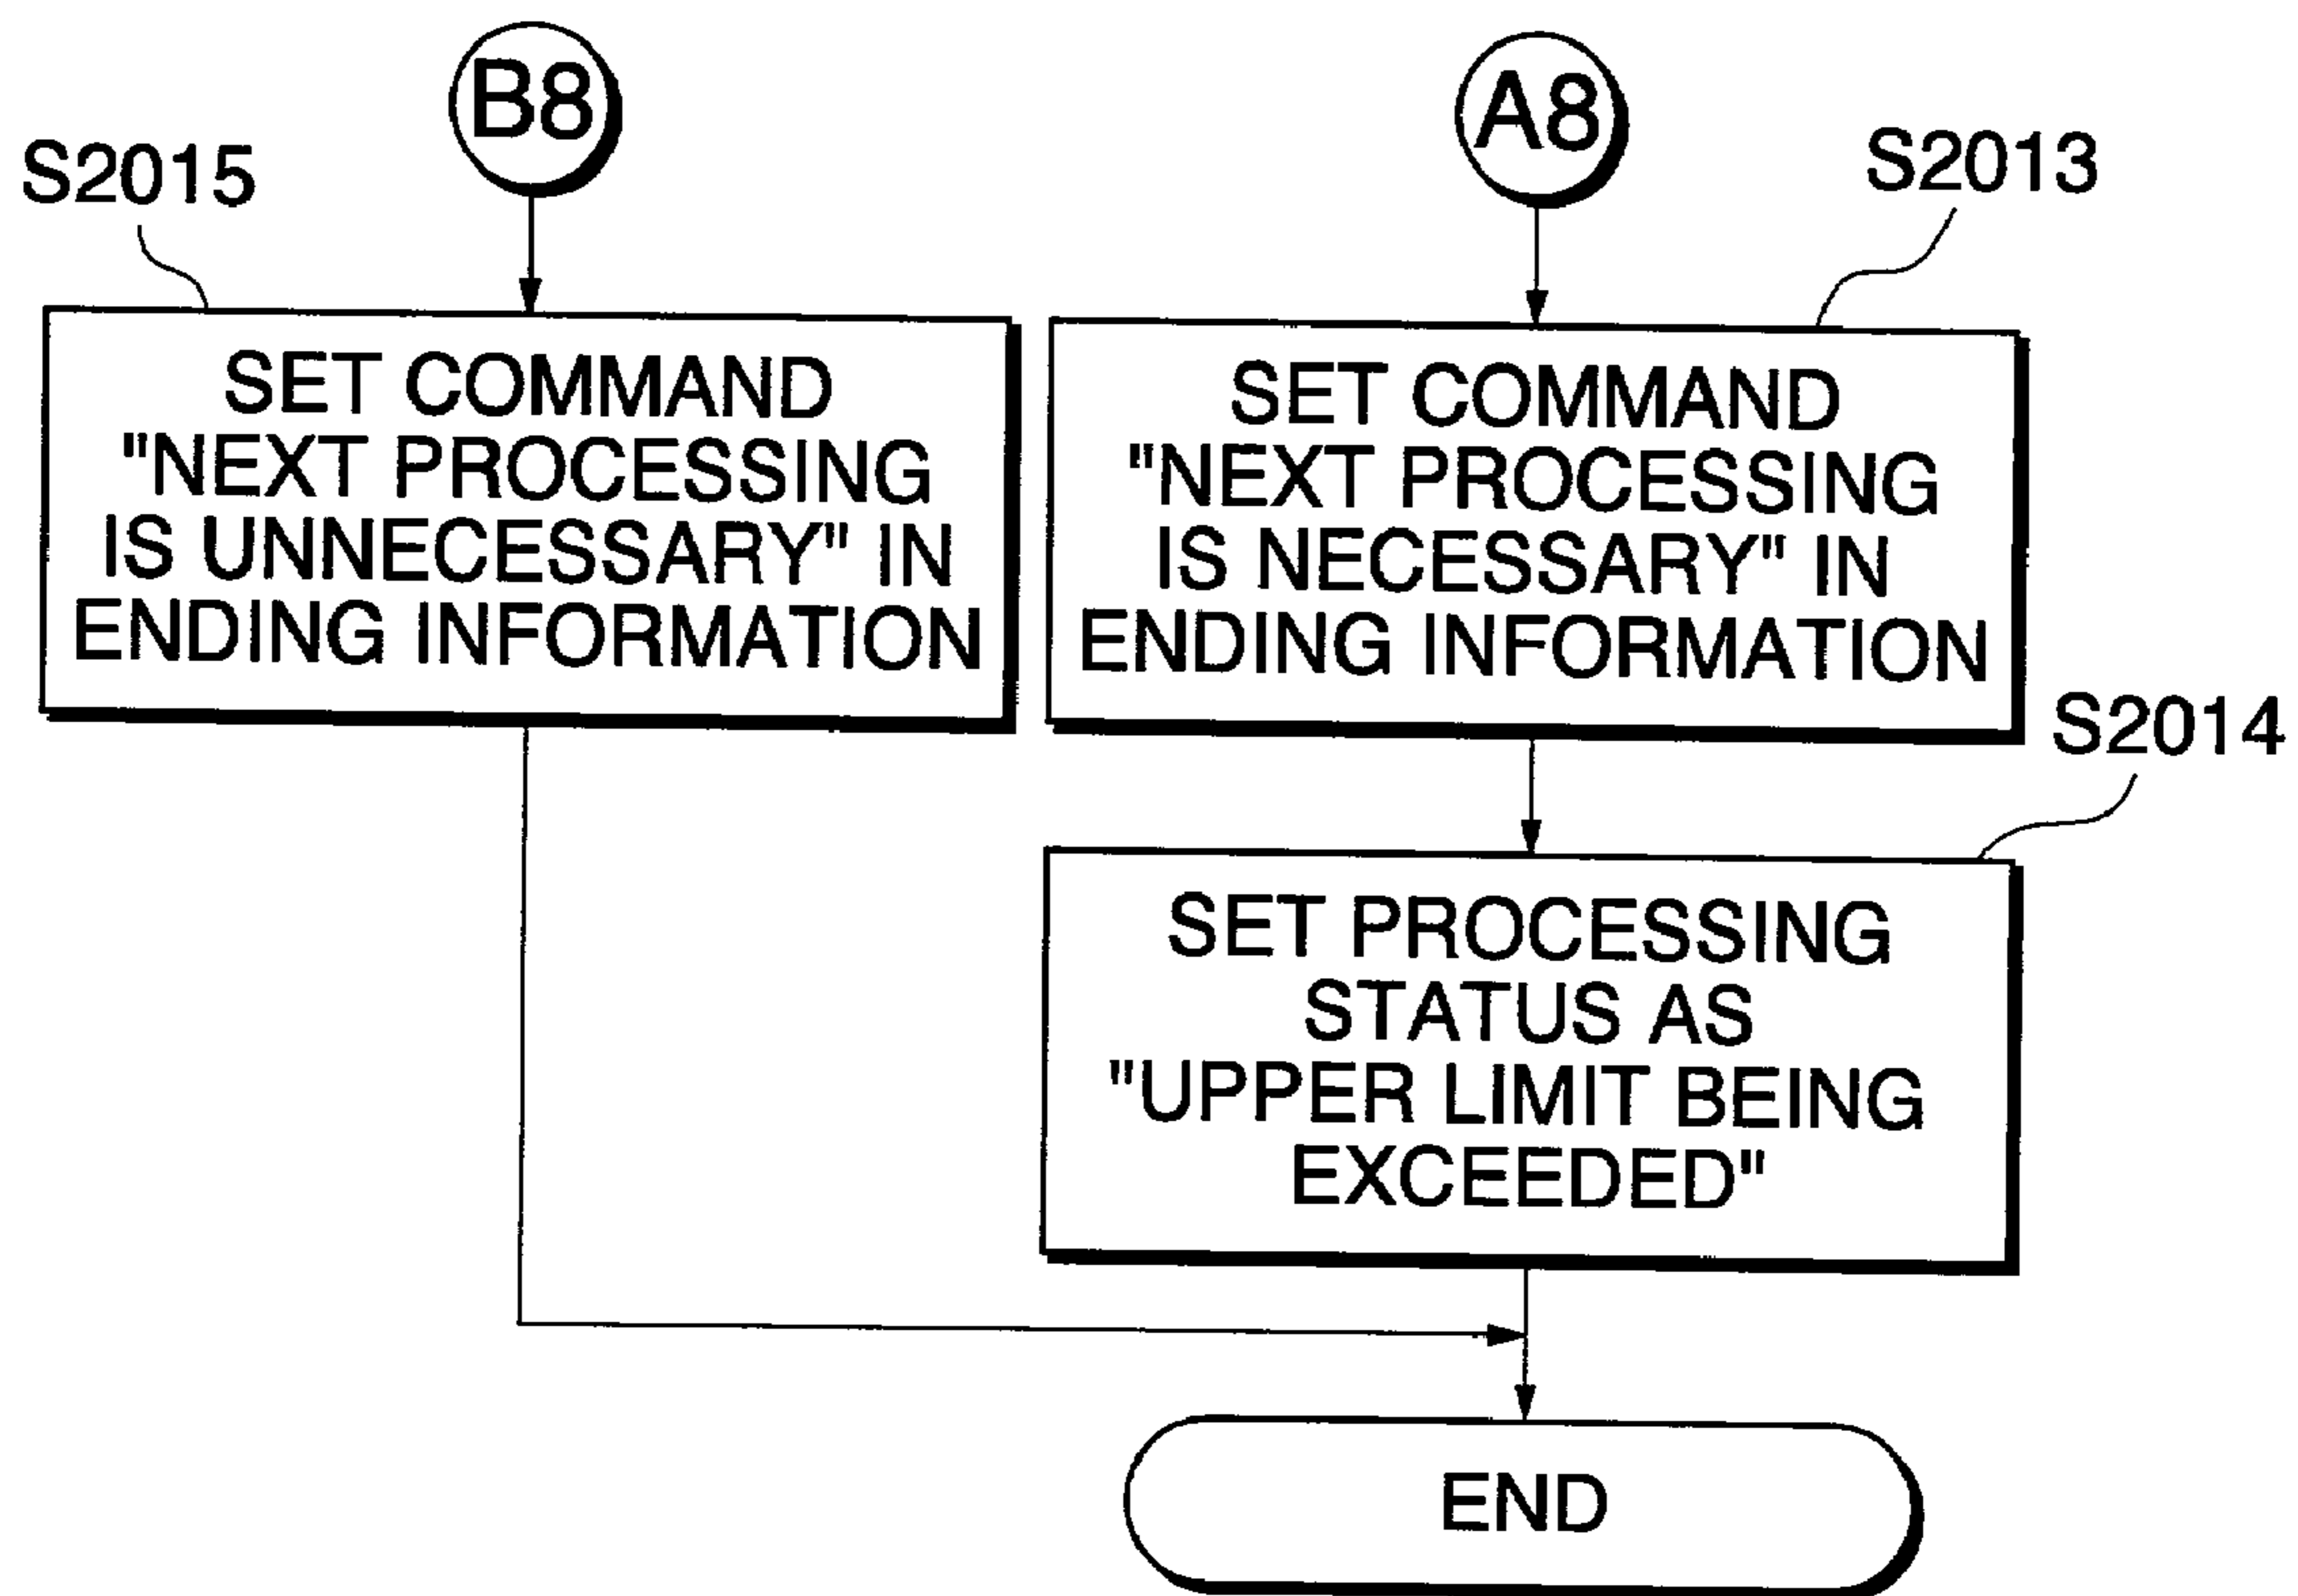 B8
A8
S2015
S2013
SET COMMAND
"NEXT PROCESSING
IS UNNECESSARY" IN
ENDING INFORMATION
SET COMMAND
"NEXT PROCESSING
IS NECESSARY" IN
ENDING INFORMATION
S2014
SET PROCESSING
STATUS AS
"UPPER LIMIT BEING
EXCEEDED"
END